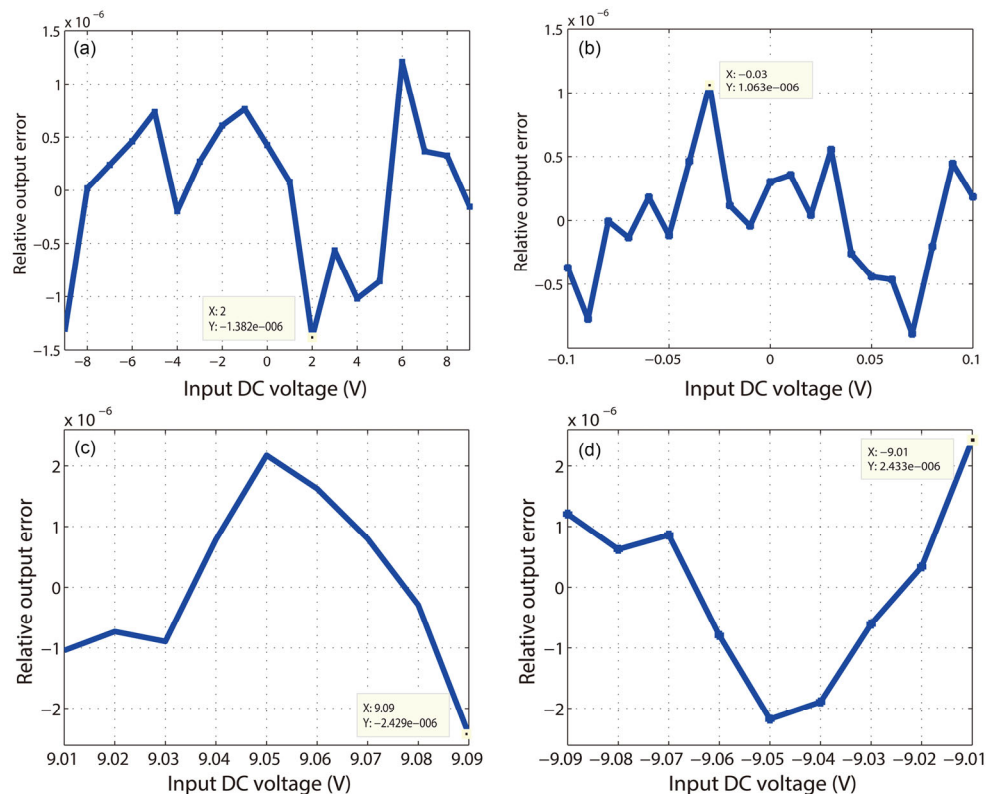 x 10⁻⁶
(a)
1.5
1
0.5
0
−0.5
−1
−1.5
Relative output error
X: 2
Y: −1.382e−006
−8 −6 −4 −2 0 2 4 6 8
Input DC voltage (V)
x 10⁻⁶
(b)
1.5
1
0.5
0
−0.5
Relative output error
X: −0.03
Y: 1.063e−006
−0.1 −0.05 0 0.05 0.1
Input DC voltage (V)
x 10⁻⁶
(c)
2
1
0
−1
−2
Relative output error
X: 9.09
Y: −2.429e−006
9.01 9.02 9.03 9.04 9.05 9.06 9.07 9.08 9.09
Input DC voltage (V)
x 10⁻⁶
(d)
2
1
0
−1
−2
Relative output error
X: −9.01
Y: 2.433e−006
−9.09 −9.08 −9.07 −9.06 −9.05 −9.04 −9.03 −9.02 −9.01
Input DC voltage (V)